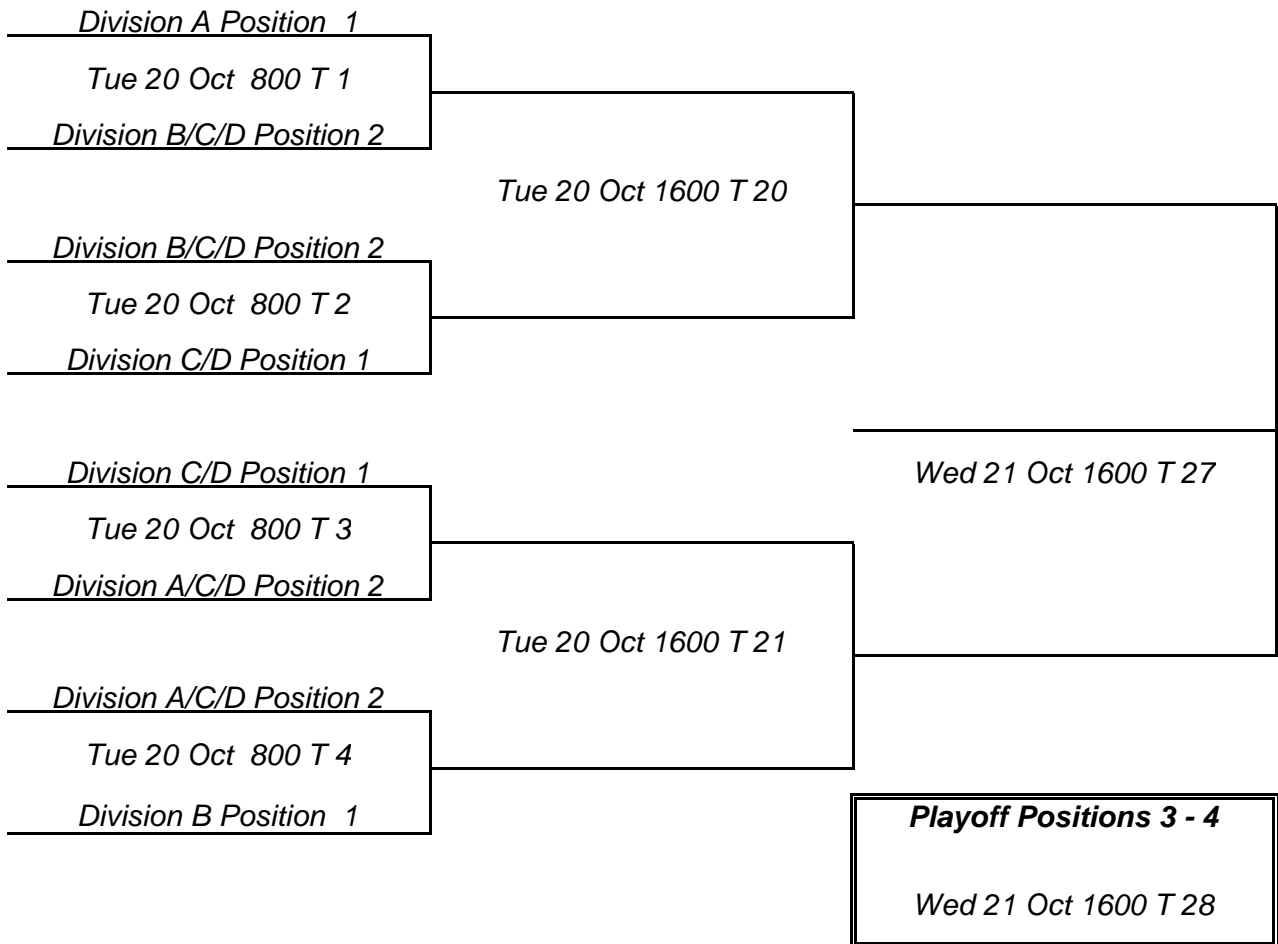 Division A Position 1
Tue 20 Oct 800 T 1
Division B/C/D Position 2
Tue 20 Oct 1600 T 20
Division B/C/D Position 2
Tue 20 Oct 800 T 2
Division C/D Position 1
Division C/D Position 1
Wed 21 Oct 1600 T 27
Tue 20 Oct 800 T 3
Division A/C/D Position 2
Tue 20 Oct 1600 T 21
Division A/C/D Position 2
Tue 20 Oct 800 T 4
Division B Position 1
Playoff Positions 3 - 4
Wed 21 Oct 1600 T 28